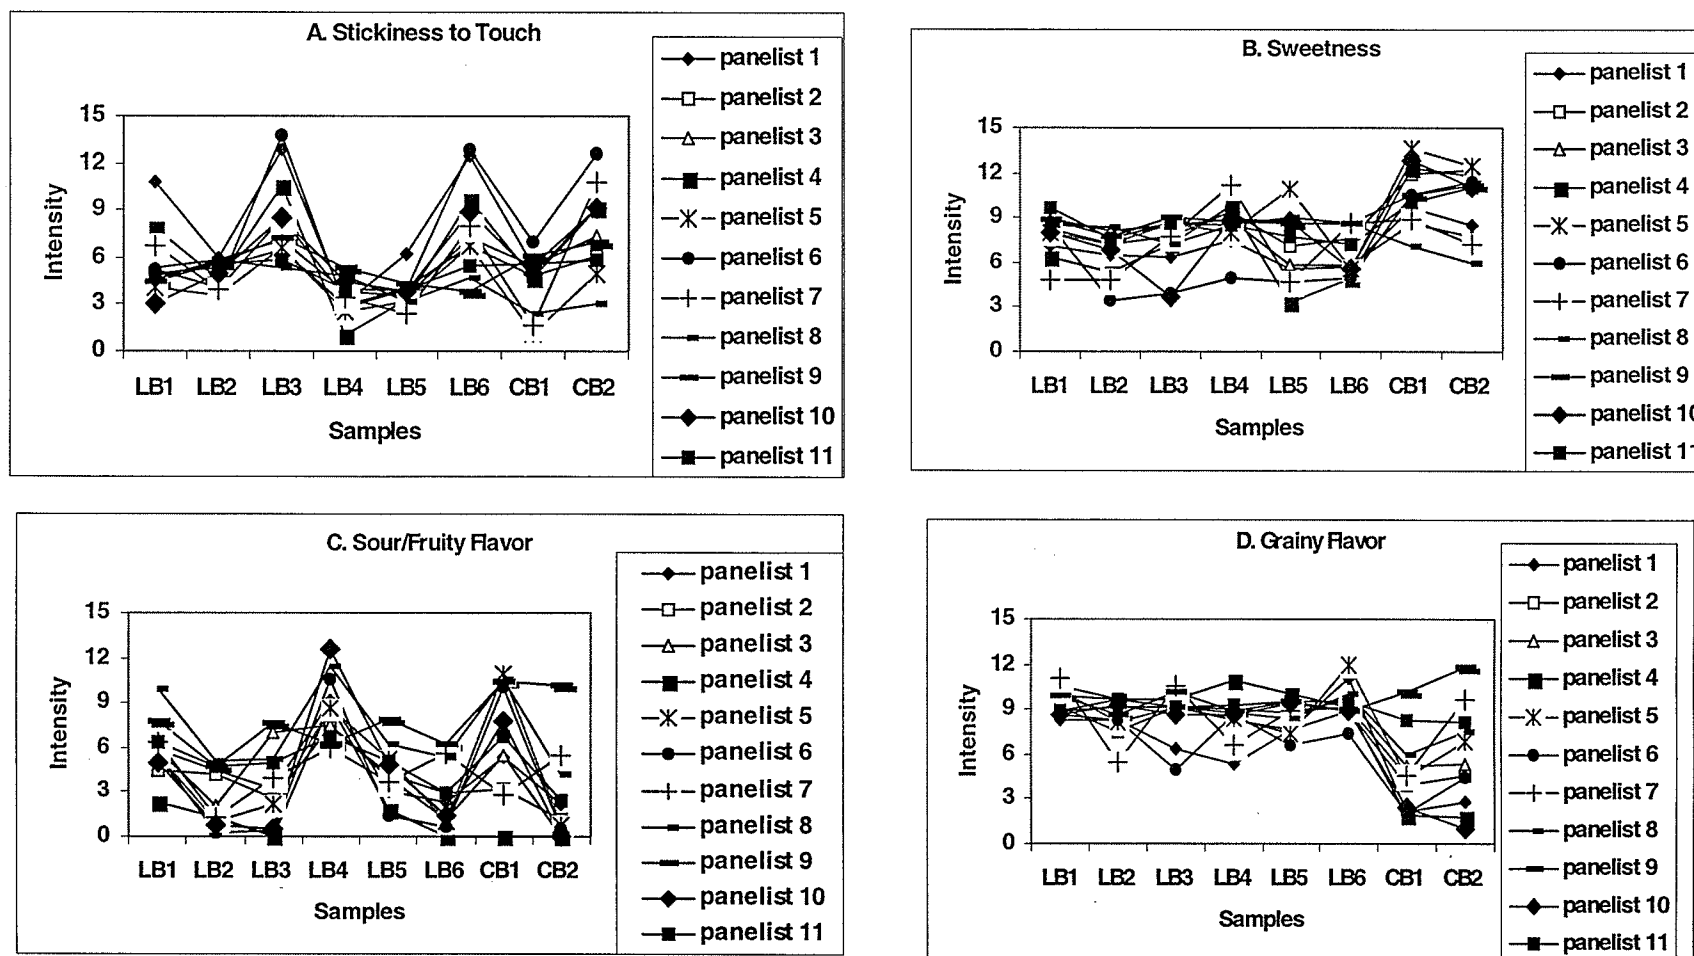 A. Stickiness to Touch
15
12
9
6
3
0
Intensity
LB1 LB2 LB3 LB4 LB5 LB6 CB1 CB2
Samples
panelist 1
panelist 2
panelist 3
panelist 4
panelist 5
panelist 6
panelist 7
panelist 8
panelist 9
panelist 10
panelist 11
B. Sweetness
15
12
9
6
3
0
Intensity
LB1 LB2 LB3 LB4 LB5 LB6 CB1 CB2
Samples
panelist 1
panelist 2
panelist 3
panelist 4
panelist 5
panelist 6
panelist 7
panelist 8
panelist 9
panelist 10
panelist 11
C. Sour/Fruity Flavor
15
12
9
6
3
0
Intensity
LB1 LB2 LB3 LB4 LB5 LB6 CB1 CB2
Samples
panelist 1
panelist 2
panelist 3
panelist 4
panelist 5
panelist 6
panelist 7
panelist 8
panelist 9
panelist 10
panelist 11
D. Grainy Flavor
15
12
9
6
3
0
Intensity
LB1 LB2 LB3 LB4 LB5 LB6 CB1 CB2
Samples
panelist 1
panelist 2
panelist 3
panelist 4
panelist 5
panelist 6
panelist 7
panelist 8
panelist 9
panelist 10
panelist 11